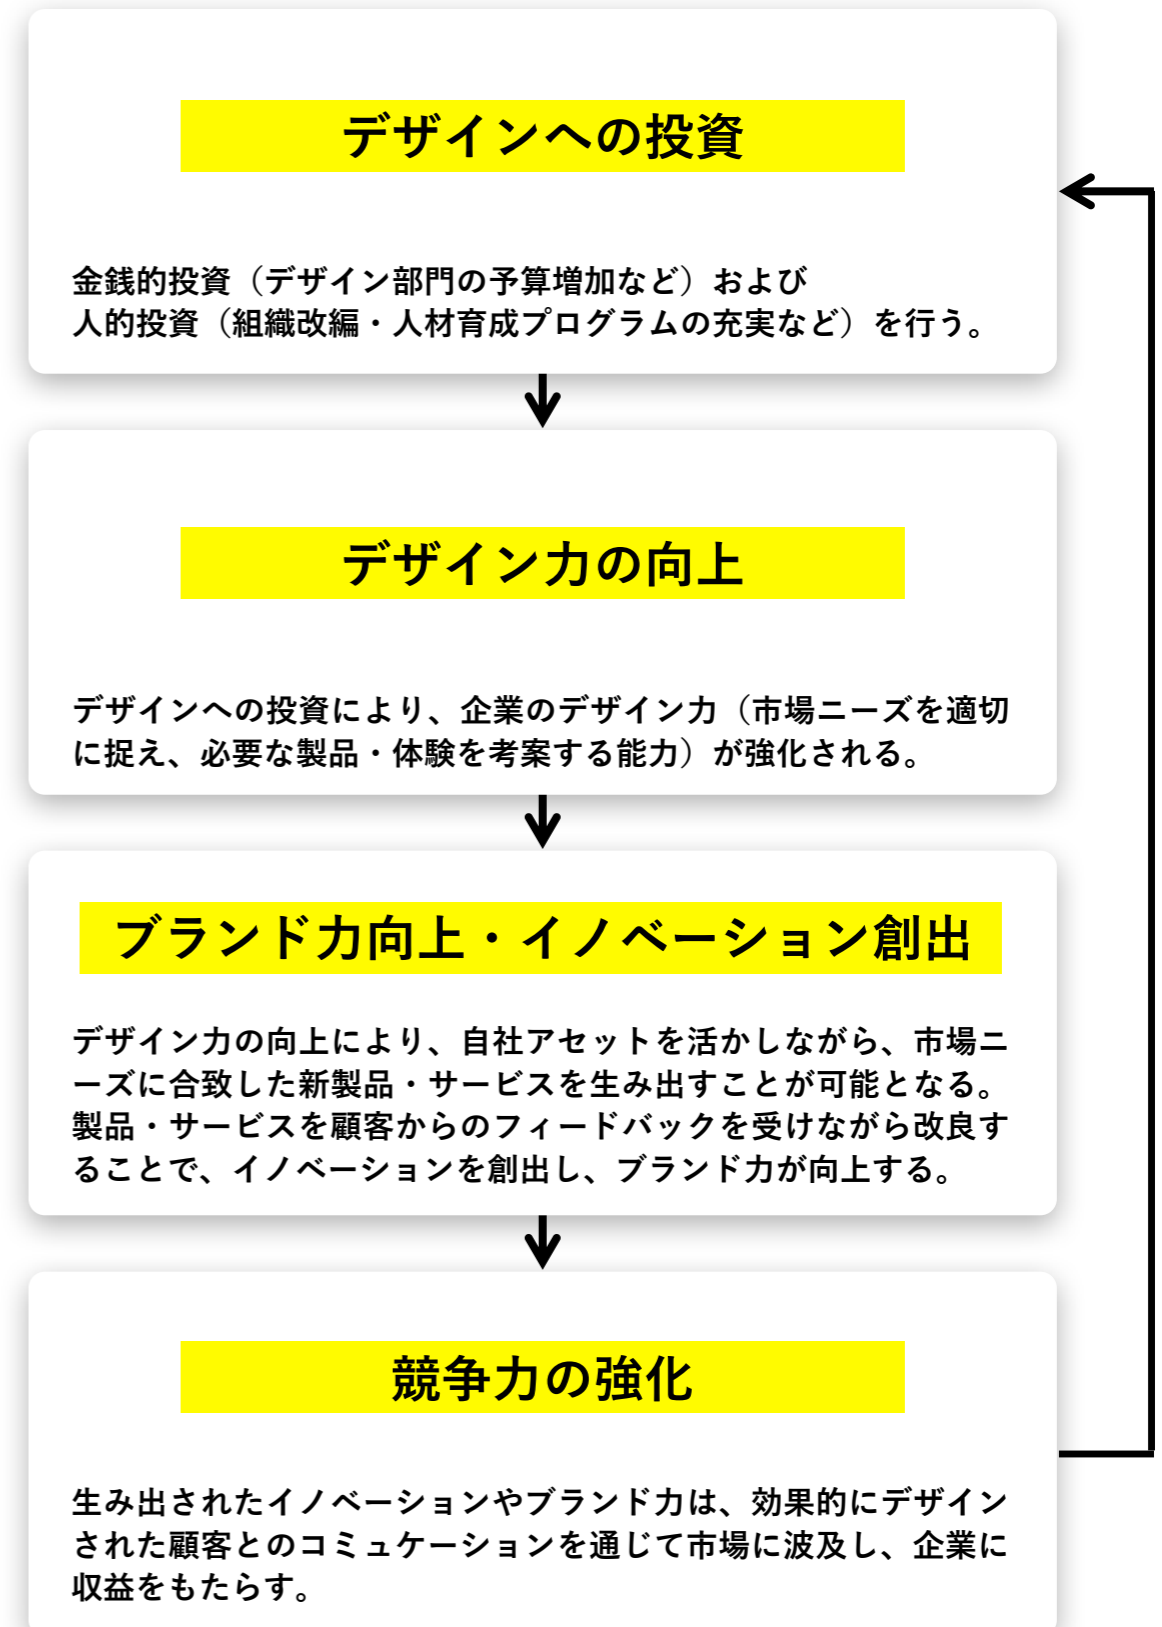 デザインへの投資
金銭的投資（デザイン部門の予算増加など）および
人的投資（組織改編・人材育成プログラムの充実など）を行う。
デザイン力の向上
デザインへの投資により、企業のデザイン力（市場ニーズを適切
に捉え、必要な製品・体験を考案する能力）が強化される。
ブランド力向上・イノベーション創出
デザイン力の向上により、自社アセットを活かしながら、市場ニ
ーズに合致した新製品・サービスを生み出すことが可能となる。
製品・サービスを顧客からのフィードバックを受けながら改良す
ることで、イノベーションを創出し、ブランド力が向上する。
競争力の強化
生み出されたイノベーションやブランド力は、効果的にデザイン
された顧客とのコミュケーションを通じて市場に波及し、企業に
収益をもたらす。